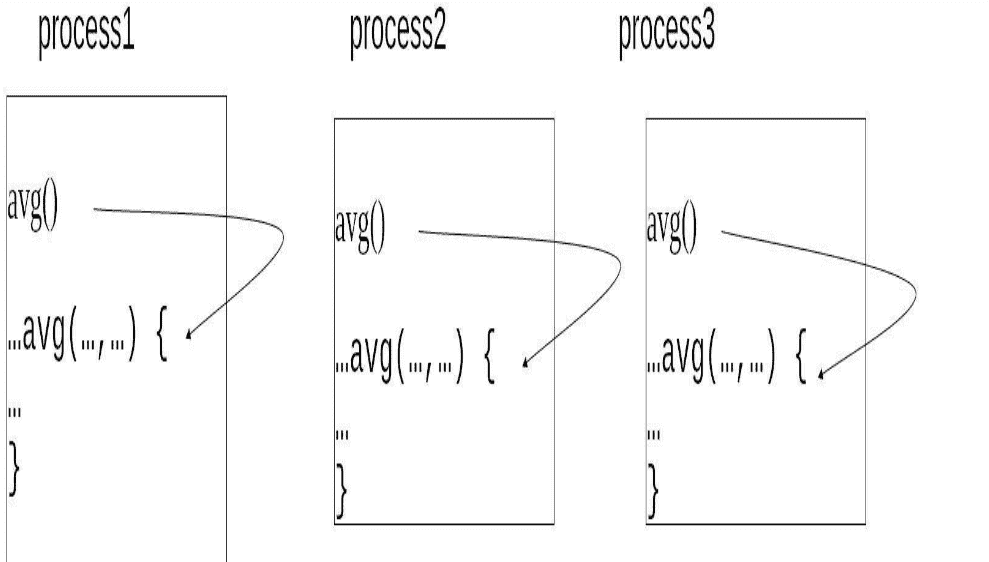 process1
process2
process3
avg()
…avg(…,…) {
…
}
avg()
…avg(…,…) {
…
}
avg()
…avg(…,…) {
…
}